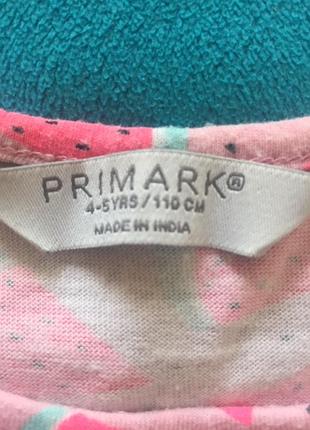 PRIMARK®
4-5YRS/110 CM
MADE IN INDIA